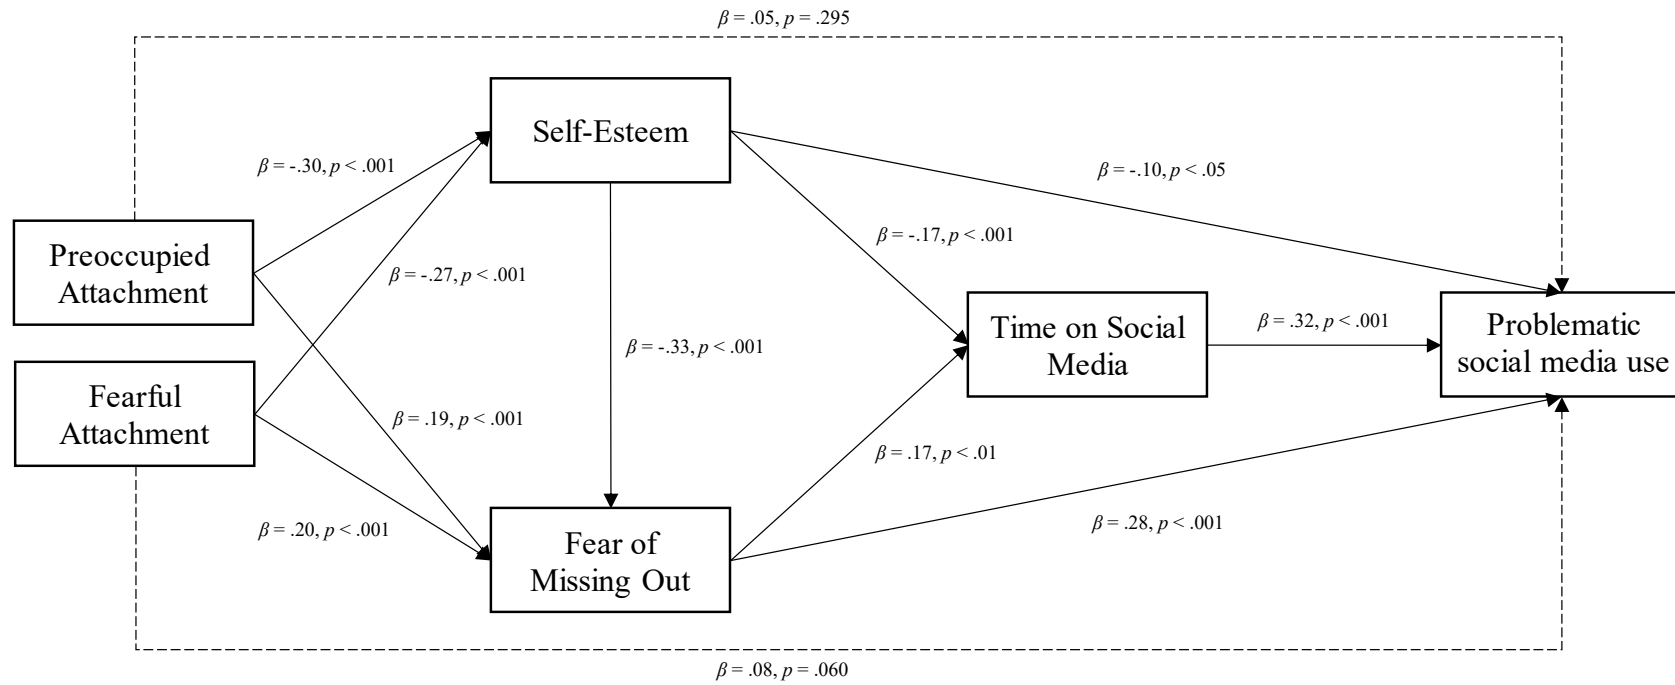 β = .05, p = .295
Self-Esteem
β = -.30, p < .001
β = -.10, p < .05
β = -.17, p < .001
Preoccupied
Attachment
β = -.27, p < .001
Time on Social
Media
β = .32, p < .001
Problematic
social media use
β = -.33, p < .001
Fearful
Attachment
β = .19, p < .001
β = .17, p < .01
β = .20, p < .001
Fear of
Missing Out
β = .28, p < .001
β = .08, p = .060